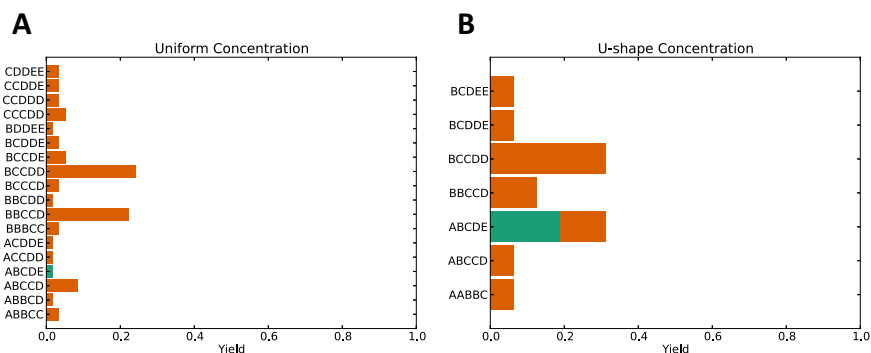 A
Uniform Concentration
CDDEE
CCDDE
CCDDD
CCCDD
BDDEE
BCDDE
BCCDE
BCCDD
BCCCD
BBCDD
BBCCD
BBBCC
ACDDE
ACCDD
ABCDE
ABCCD
ABBCD
ABBCC
0.0 0.2 0.4 0.6 0.8 1.0
Yield
B
U-shape Concentration
BCDEE
BCDDE
BCCDD
BBCCD
ABCDE
ABCCD
AABBC
0.0 0.2 0.4 0.6 0.8 1.0
Yield